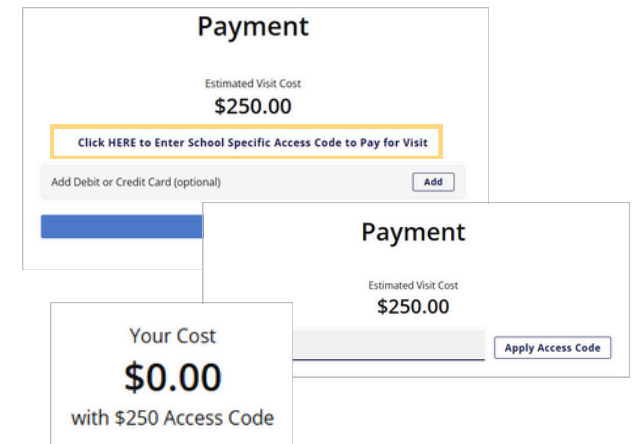 Payment
Estimated Visit Cost
$250.00
Click HERE to Enter School Specific Access Code to Pay for Visit
Add Debit or Credit Card (optional)
Add
Payment
Estimated Visit Cost
$250.00
Apply Access Code
Your Cost
$0.00
with $250 Access Code